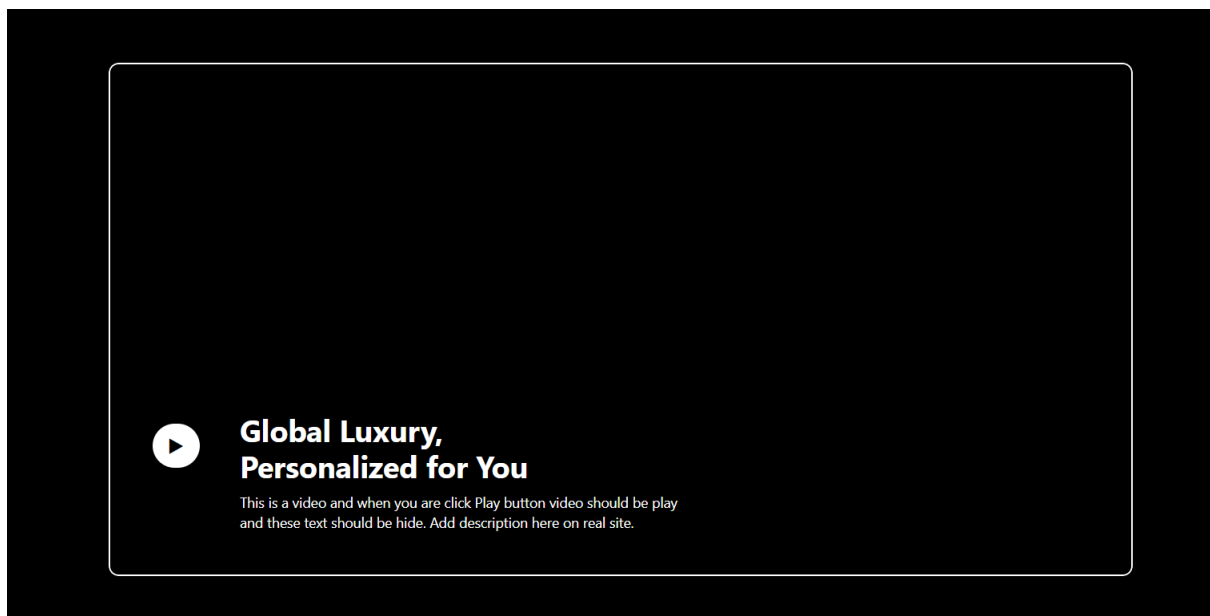 Global Luxury,
Personalized for You
This is a video and when you are click Play button video should be play
and these text should be hide. Add description here on real site.